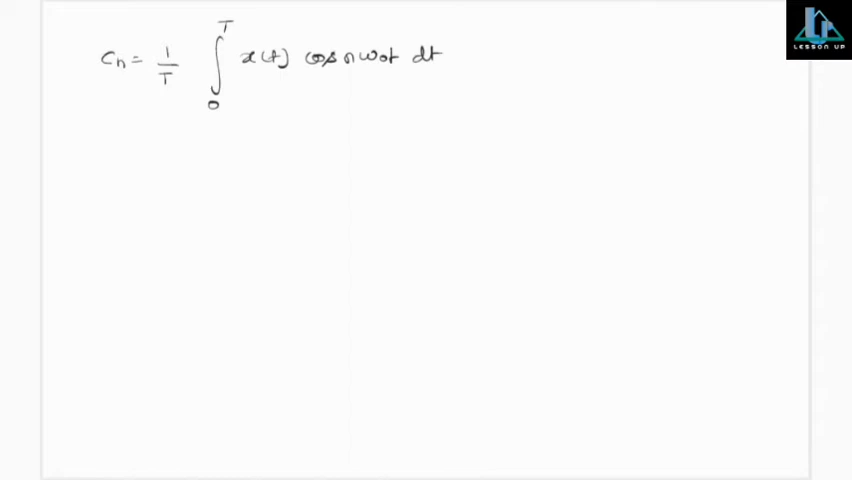 Cn = 1/T ∫₀ᵀ x(t) cos nω0t dt
LESSON UP